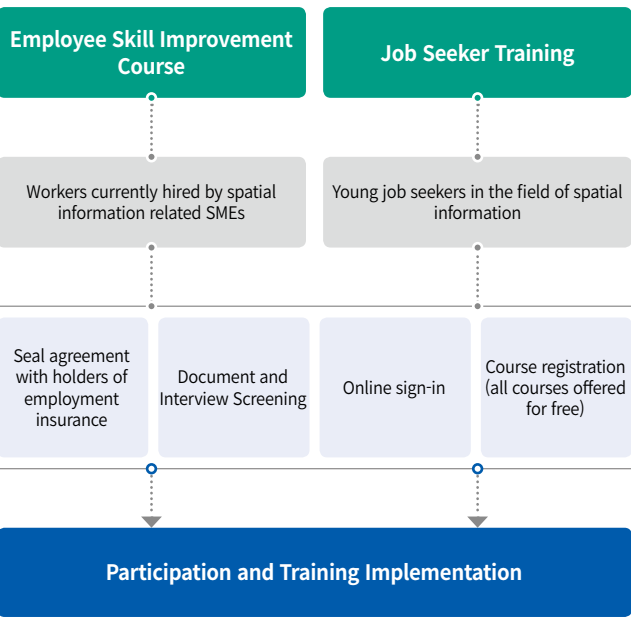 Employee Skill Improvement
Course
Job Seeker Training
Workers currently hired by spatial
information related SMEs
Young job seekers in the field of spatial
information
Seal agreement
with holders of
employment
insurance
Document and
Interview Screening
Online sign-in
Course registration
(all courses offered
for free)
Participation and Training Implementation